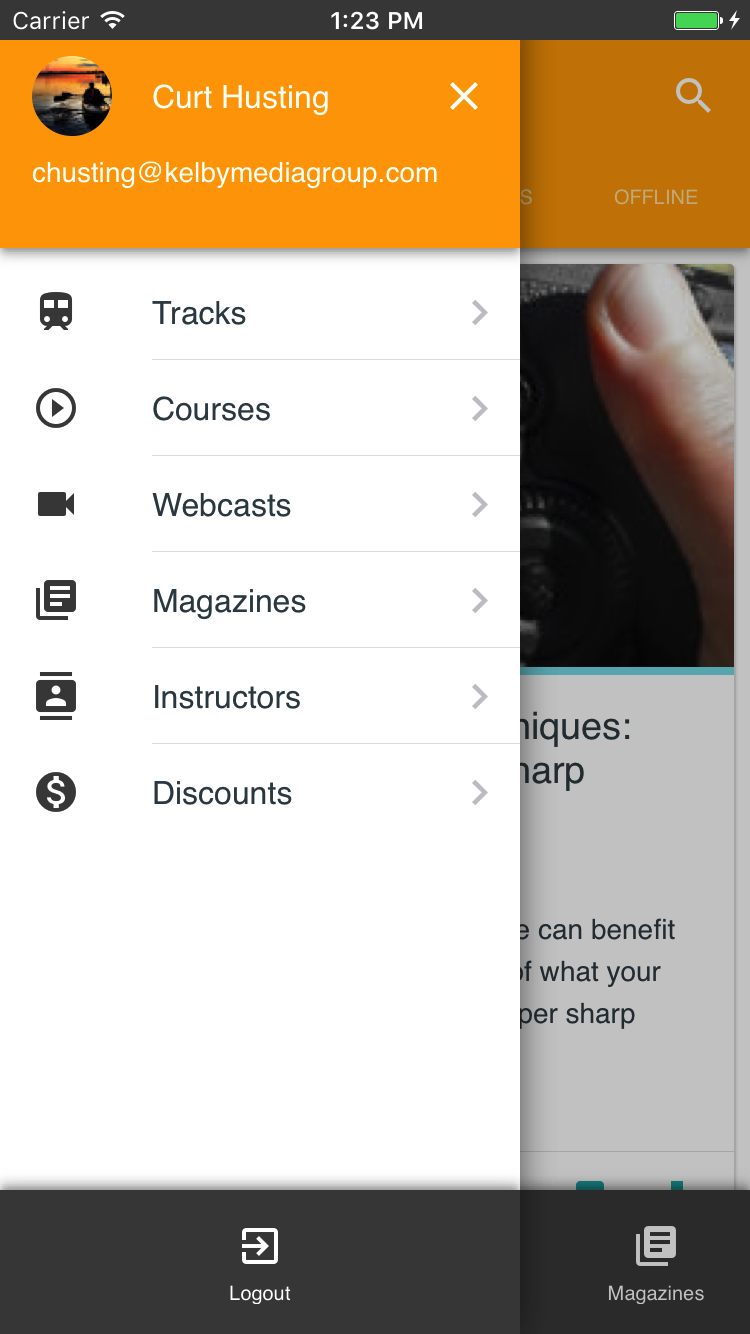 Carrier 1:23 PM
Curt Husting
chusting@kelbymediagroup.com
OFFLINE
Tracks
Courses
Webcasts
Magazines
Instructors
Discounts
niques:
harp
e can benefit
of what your
per sharp
Logout
Magazines